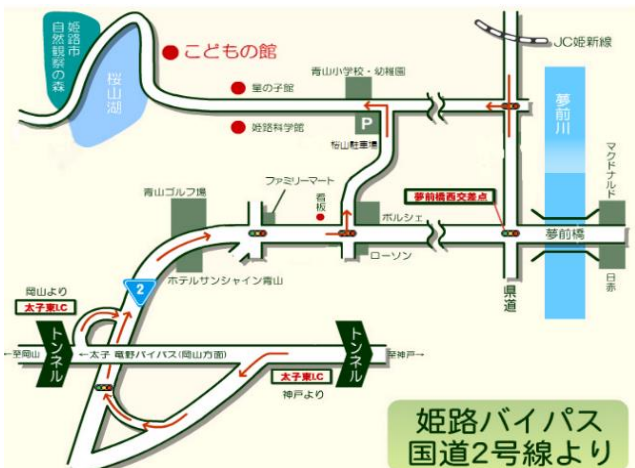 姫路市
自然観察の森
桜山湖
こどもの館
星の子館
姫路科学館
青山小学校・幼稚園
P
桜山駐車場
JC姫新線
夢前川
マクドナルド
ファミリーマート
看板
ポルシェ
夢前橋西交差点
青山ゴルフ場
夢前橋
ホテルサンシャイン青山
ローソン
県道
日赤
2
岡山より
太子東I.C
トンネル
トンネル
←至岡山
←太子 竜野バイパス(岡山方面)
至神戸→
太子東I.C
神戸より
姫路バイパス
国道2号線より